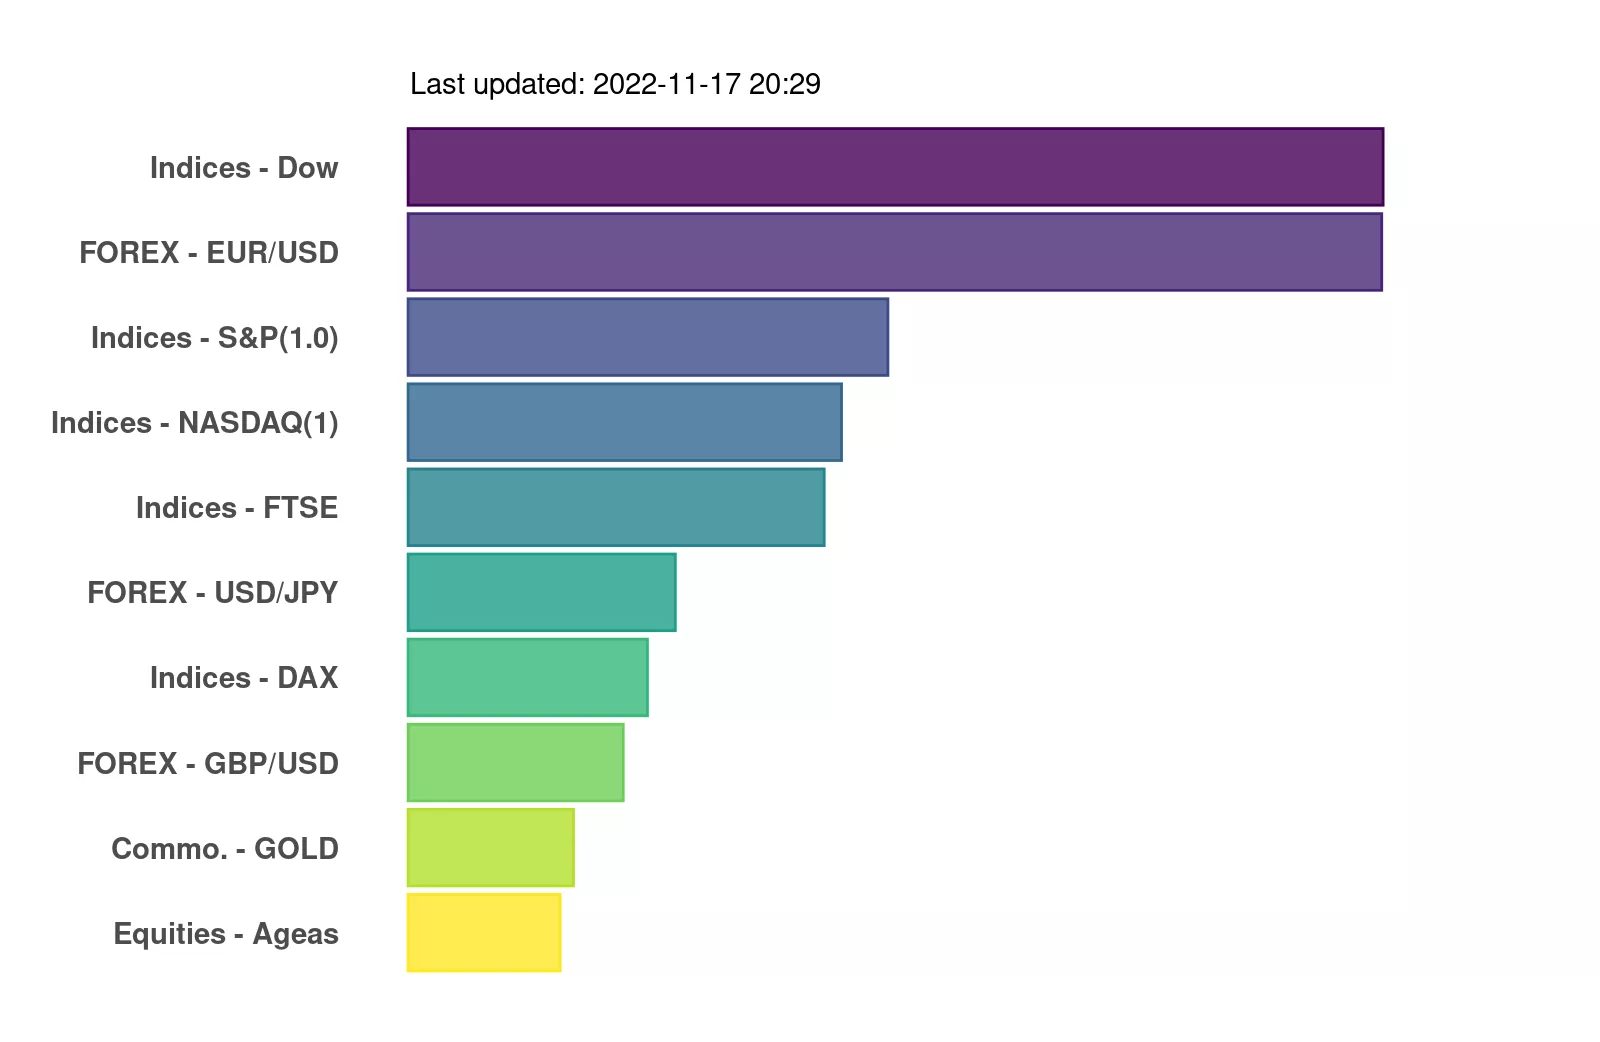 Last updated: 2022-11-17 20:29
Indices - Dow
FOREX - EUR/USD
Indices - S&P(1.0)
Indices - NASDAQ(1)
Indices - FTSE
FOREX - USD/JPY
Indices - DAX
FOREX - GBP/USD
Commo. - GOLD
Equities - Ageas